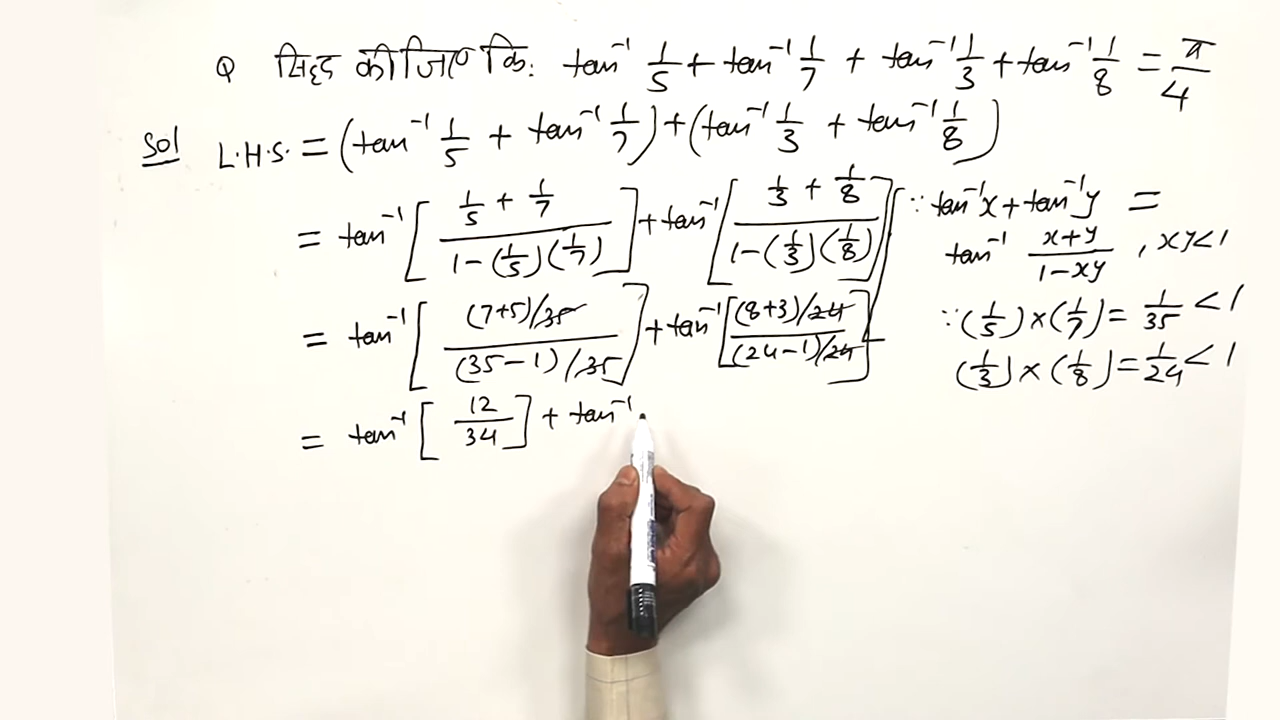 Q सिद्ध कीजिए कि: tan⁻¹ 1/5 + tan⁻¹ 1/7 + tan⁻¹ 1/3 + tan⁻¹ 1/8 = π/4
Sol L.H.S. = (tan⁻¹ 1/5 + tan⁻¹ 1/7) + (tan⁻¹ 1/3 + tan⁻¹ 1/8)
= tan⁻¹ [ (1/5 + 1/7) / (1-(1/5)(1/7)) ] + tan⁻¹ [ (1/3 + 1/8) / (1-(1/3)(1/8)) ]
= tan⁻¹ [ (7+5)/35 / (35-1)/35 ] + tan⁻¹ [ (8+3)/24 / (24-1)/24 ]
= tan⁻¹ [ 12/34 ] + tan⁻¹
∵ tan⁻¹x + tan⁻¹y =
tan⁻¹ (x+y)/(1-xy) , xy<1
∵ (1/5) × (1/7) = 1/35 < 1
(1/3) × (1/8) = 1/24 < 1